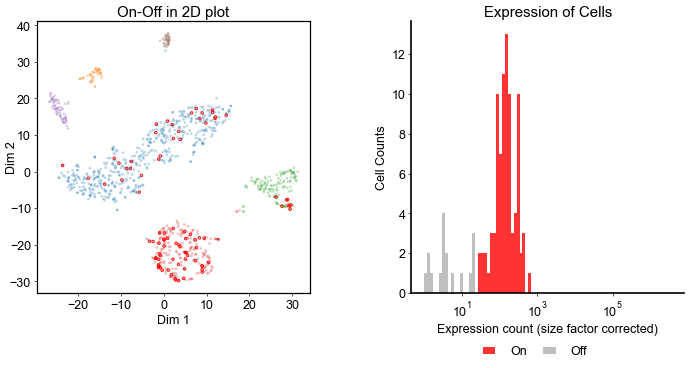 On-Off in 2D plot
40
30
20
10
0
−10
−20
−30
Dim 2
−20 −10 0 10 20 30
Dim 1
Expression of Cells
12
10
8
6
4
2
0
Cell Counts
10^1 10^3 10^5
Expression count (size factor corrected)
On Off